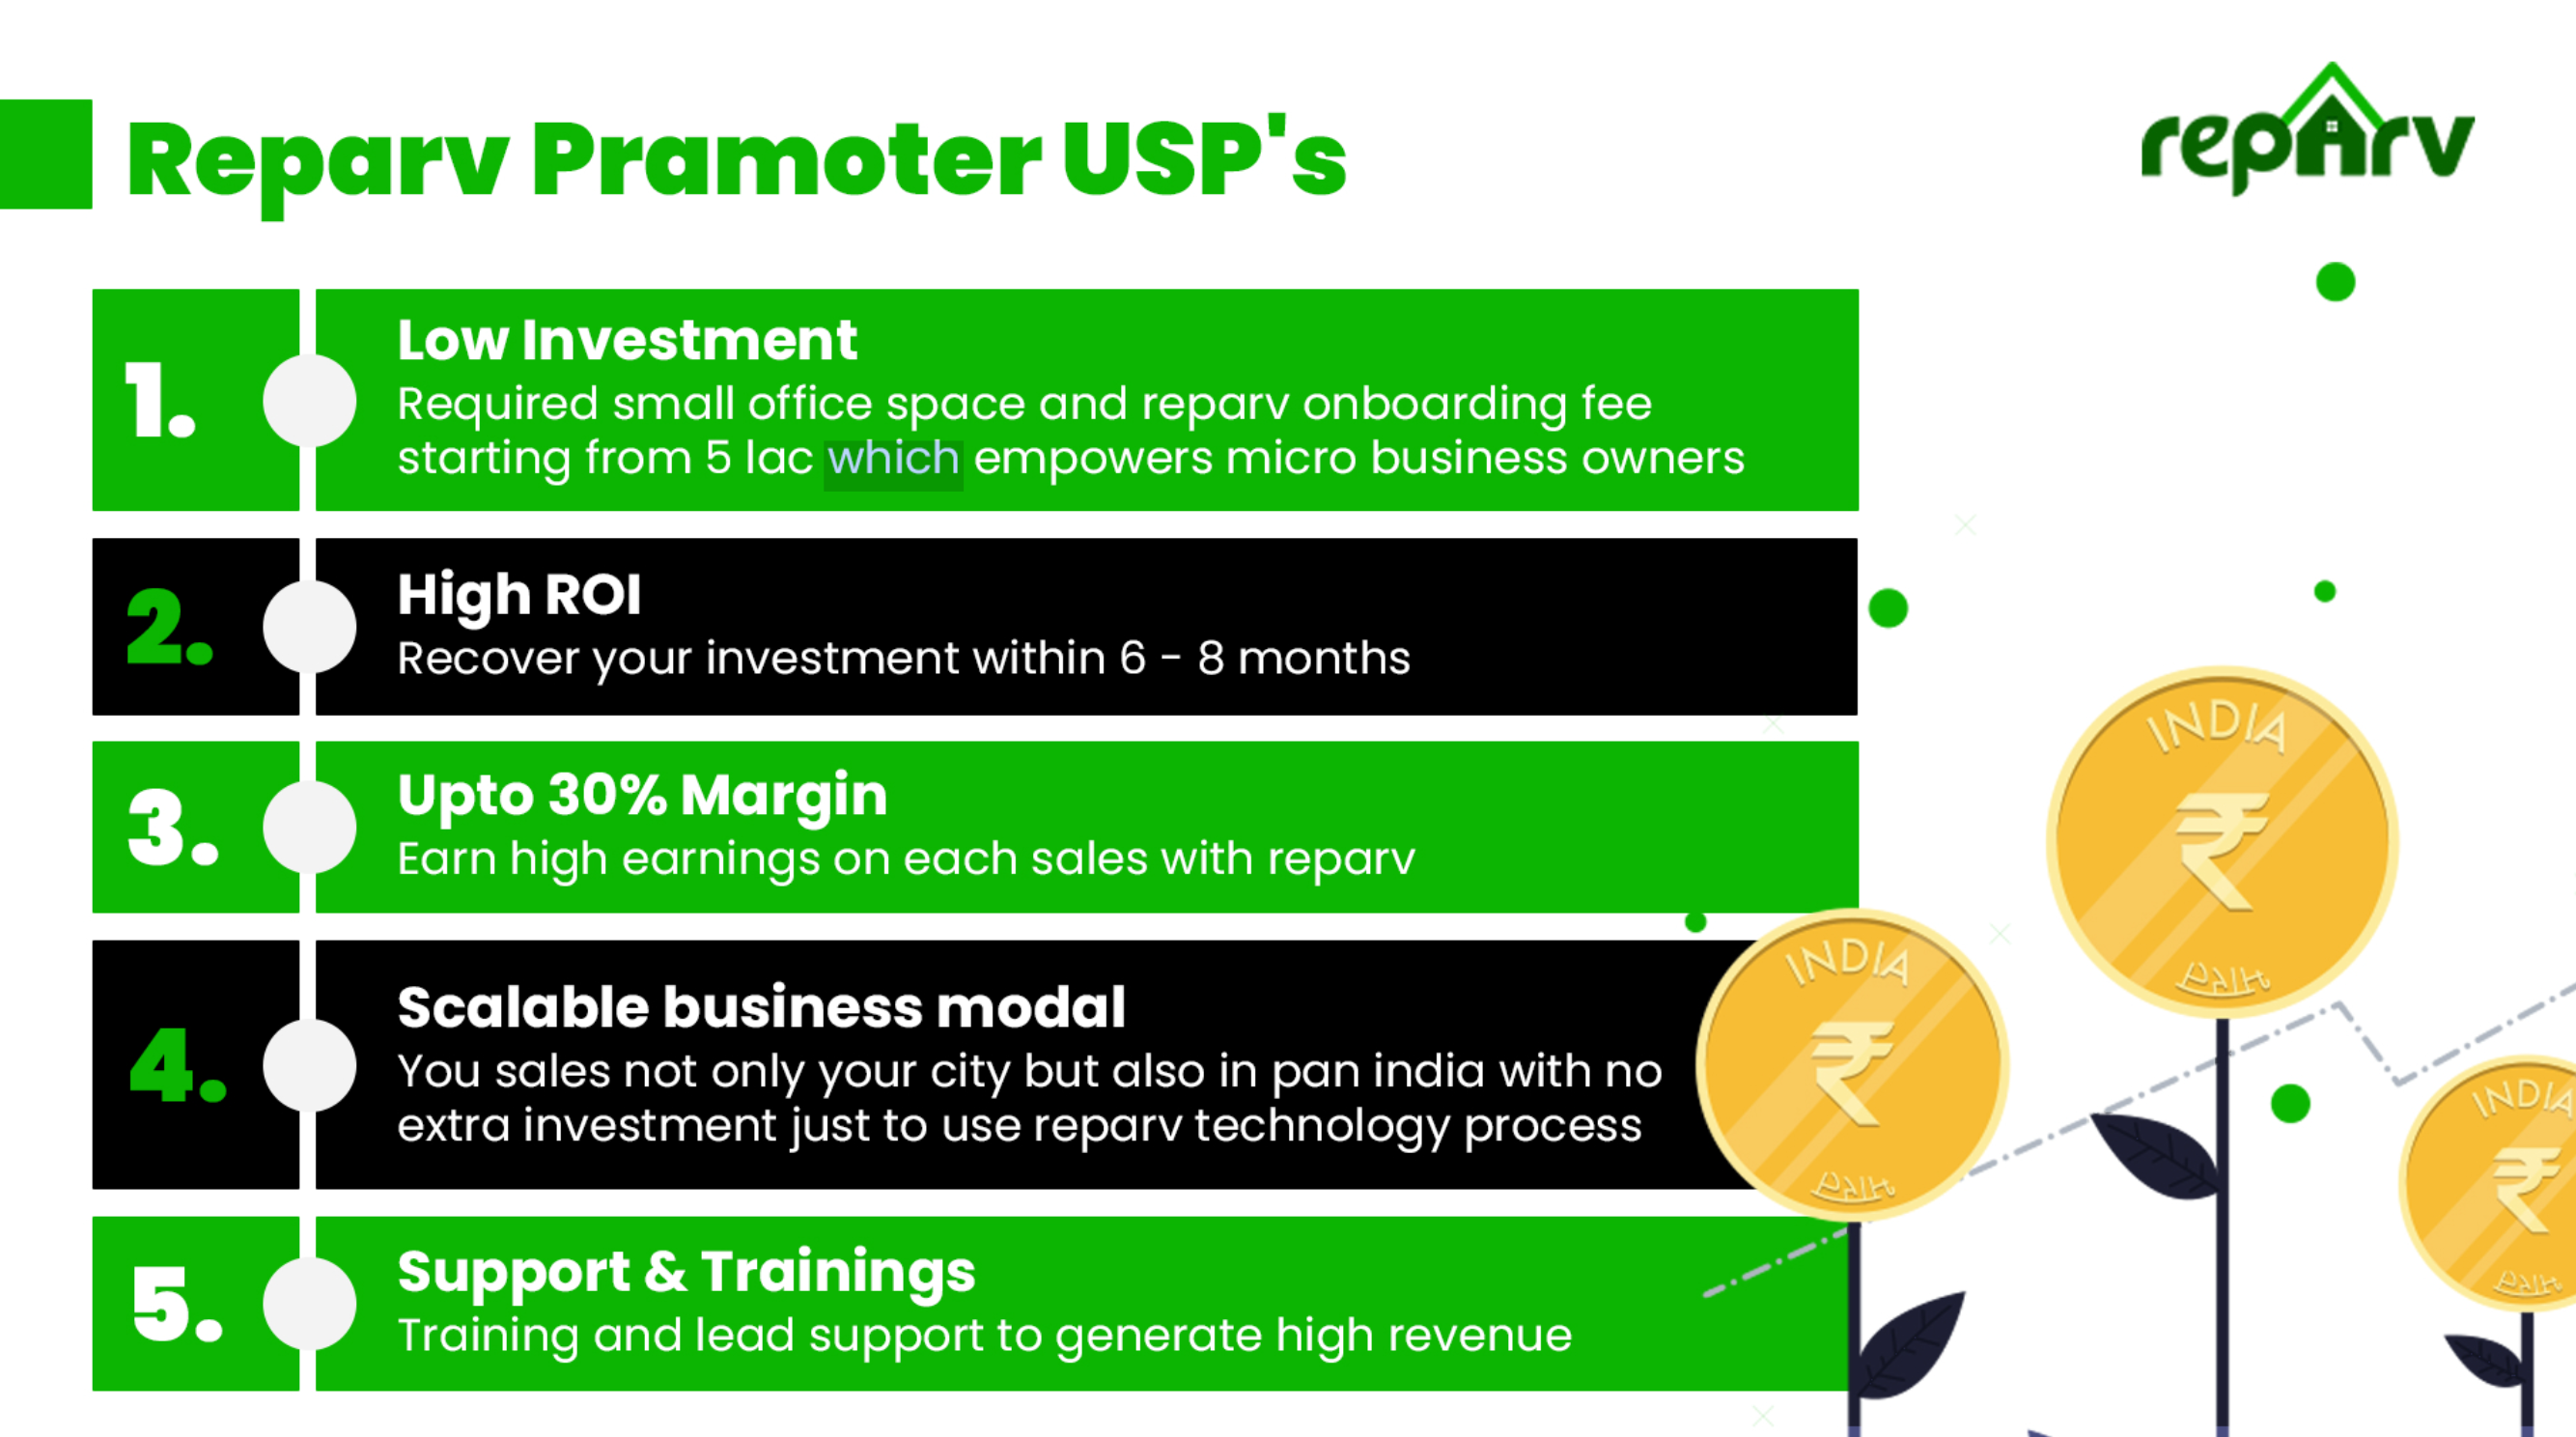 Reparv Pramoter USP's
reparv
1.
Low Investment
Required small office space and reparv onboarding fee
starting from 5 lac which empowers micro business owners
2.
High ROI
Recover your investment within 6 - 8 months
3.
Upto 30% Margin
Earn high earnings on each sales with reparv
4.
Scalable business modal
You sales not only your city but also in pan india with no
extra investment just to use reparv technology process
5.
Support & Trainings
Training and lead support to generate high revenue
INDIA
₹
INDIA
₹
INDIA
₹